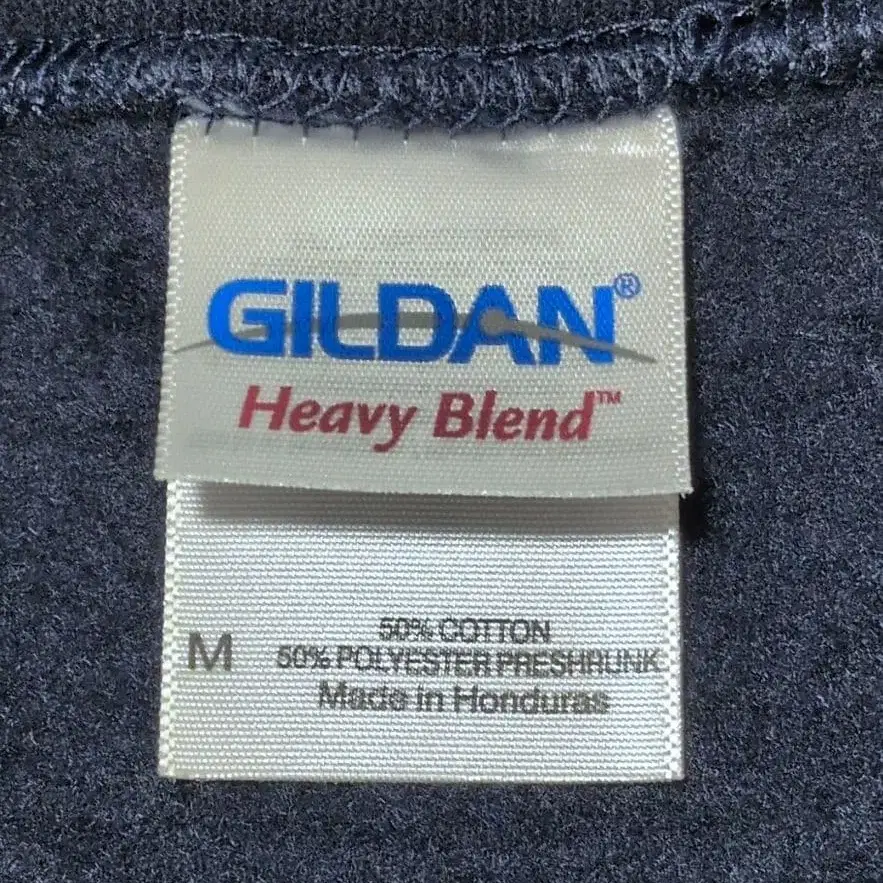 GILDAN®
Heavy Blend™
M
50% COTTON
50% POLYESTER PRESHRUNK
Made in Honduras